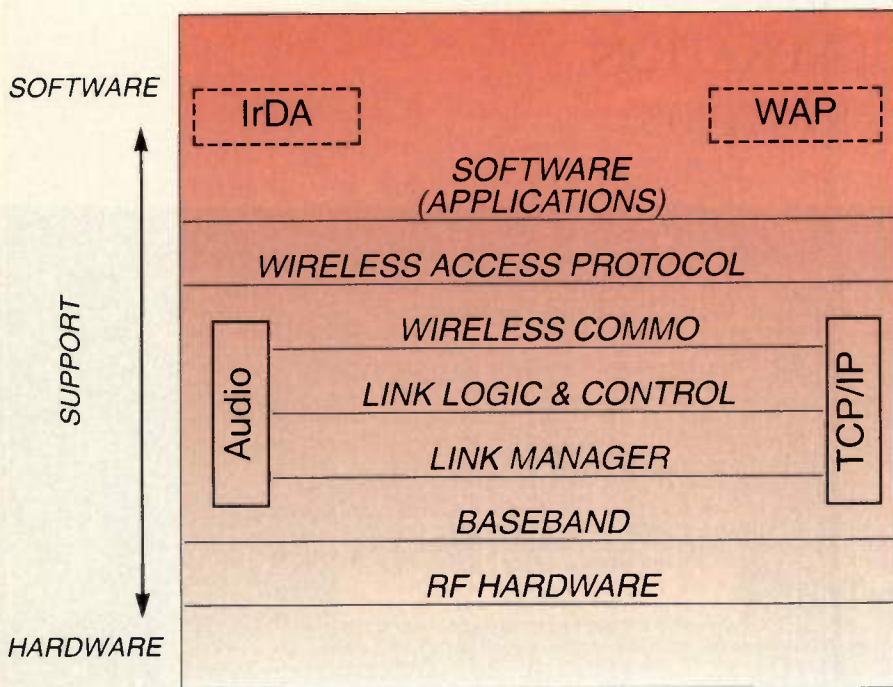 SOFTWARE
IrDA
WAP
SOFTWARE
(APPLICATIONS)
WIRELESS ACCESS PROTOCOL
SUPPORT
Audio
WIRELESS COMMO
LINK LOGIC & CONTROL
LINK MANAGER
TCP/IP
BASEBAND
RF HARDWARE
HARDWARE